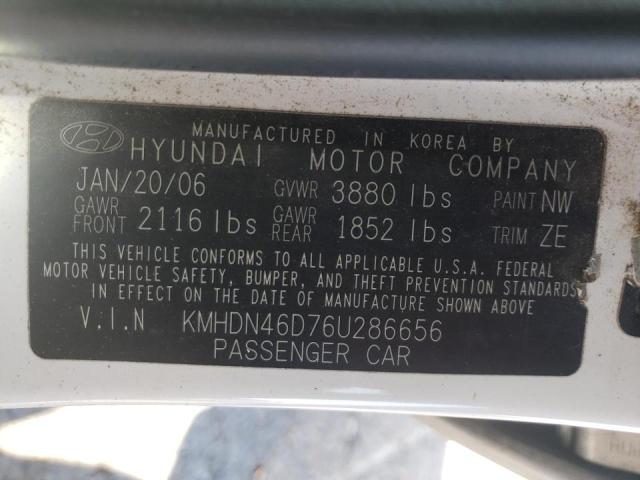 MANUFACTURED IN KOREA BY
HYUNDAI MOTOR COMPANY
JAN/20/06 GVWR 3880 lbs PAINT NW
GAWR FRONT 2116 lbs GAWR REAR 1852 lbs TRIM ZE
THIS VEHICLE CONFORMS TO ALL APPLICABLE U.S.A. FEDERAL
MOTOR VEHICLE SAFETY, BUMPER, AND THEFT PREVENTION STANDARDS
IN EFFECT ON THE DATE OF MANUFACTURE SHOWN ABOVE
V.I.N KMHDN46D76U286656
PASSENGER CAR